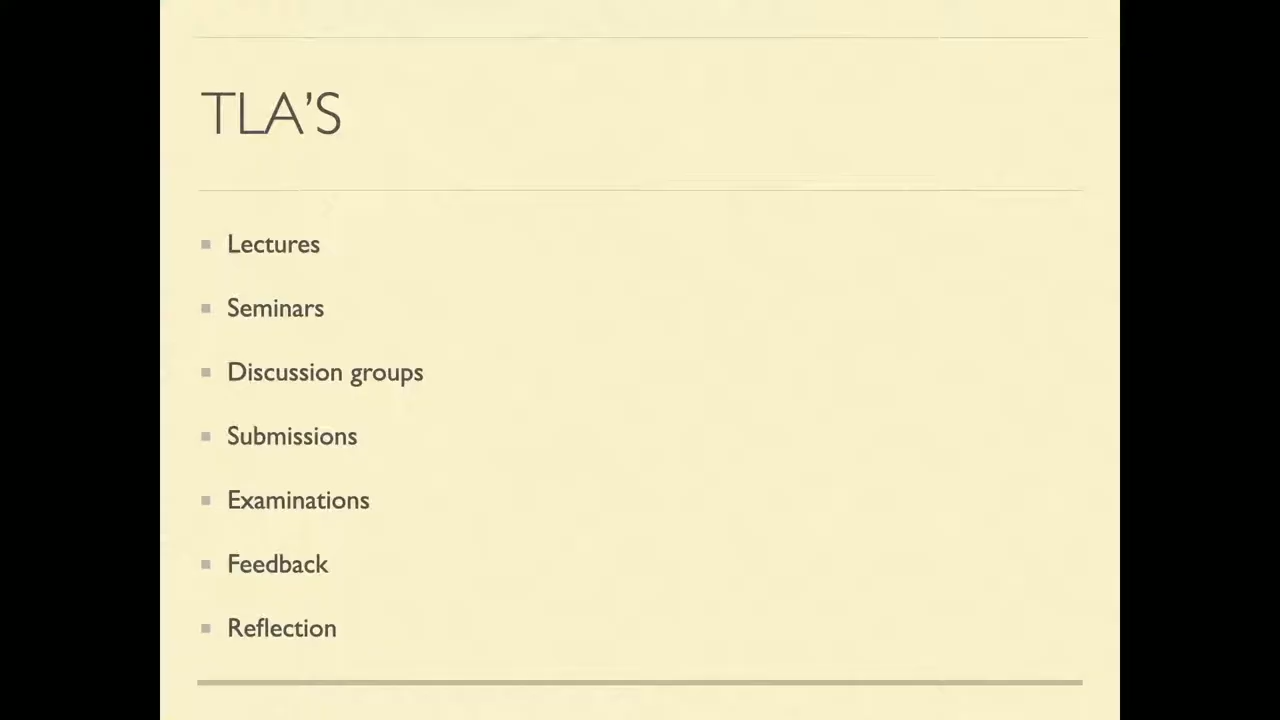 TLA’S
Lectures
Seminars
Discussion groups
Submissions
Examinations
Feedback
Reflection